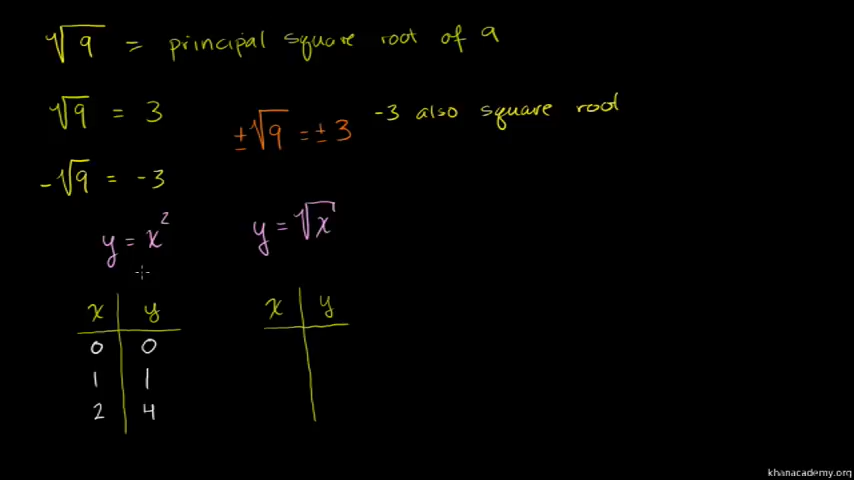 √9 = principal square root of 9
√9 = 3
±√9 = ±3
-3 also square root
-√9 = -3
y = x²
y = √x
x | y
0 | 0
1 | 1
2 | 4
x | y
khanacademy.org